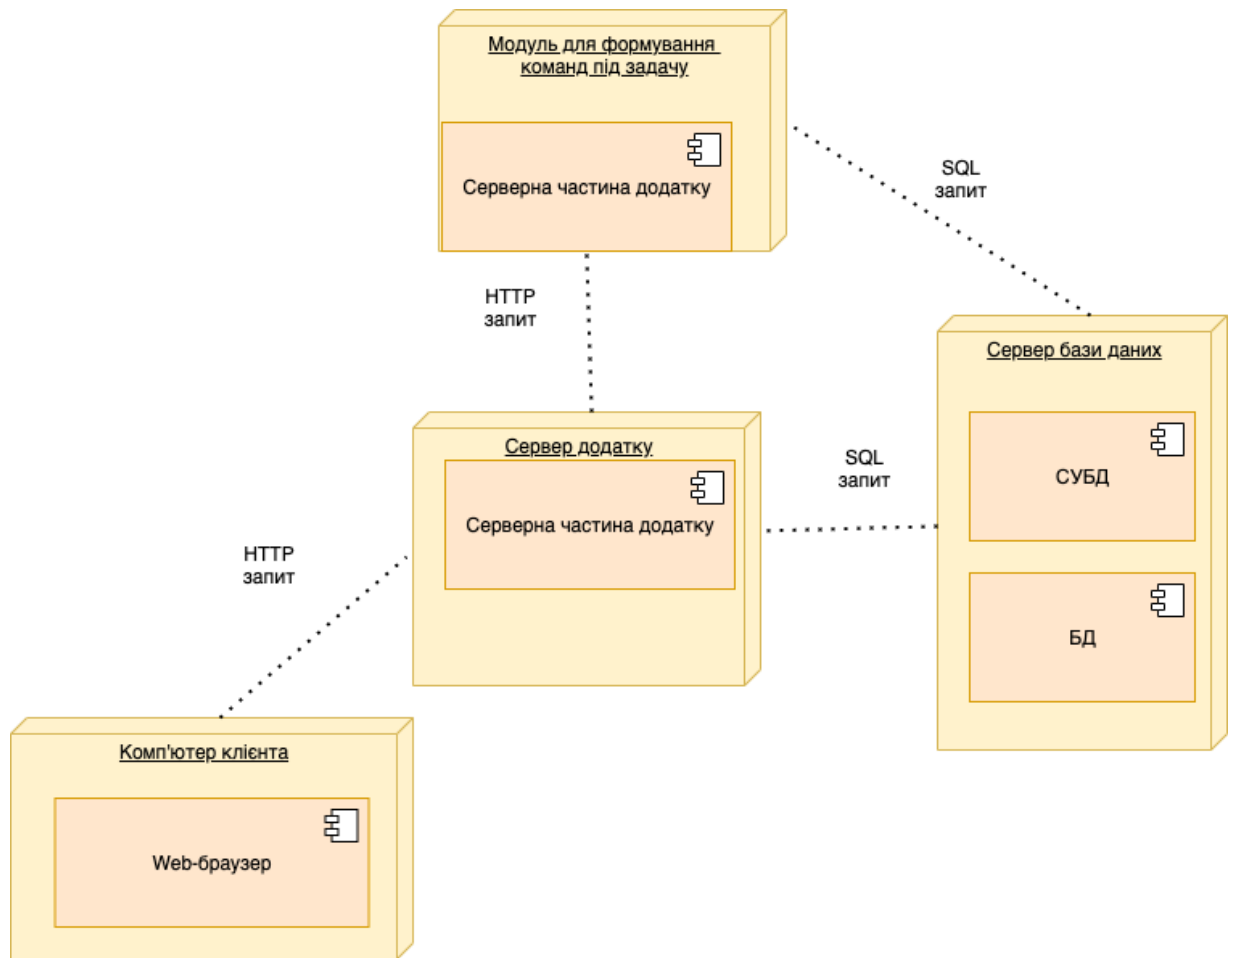 Модуль для формування
команд під задачу
Серверна частина додатку
SQL
запит
HTTP
запит
Сервер бази даних
СУБД
БД
Сервер додатку
Серверна частина додатку
SQL
запит
HTTP
запит
Комп'ютер клієнта
Web-браузер